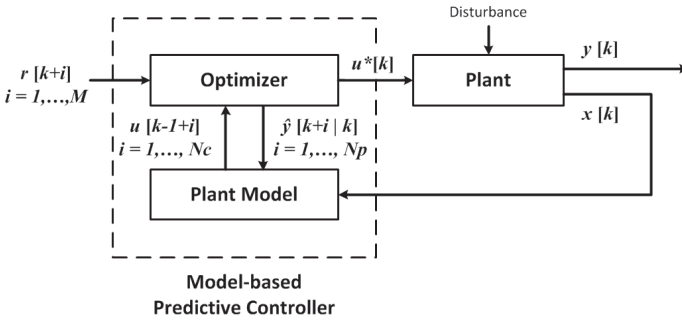 Disturbance
r [k+i]
i = 1,...,M
Optimizer
u*[k]
Plant
y [k]
x [k]
u [k-1+i]
i = 1,..., Nc
ŷ [k+i | k]
i = 1,..., Np
Plant Model
Model-based
Predictive Controller